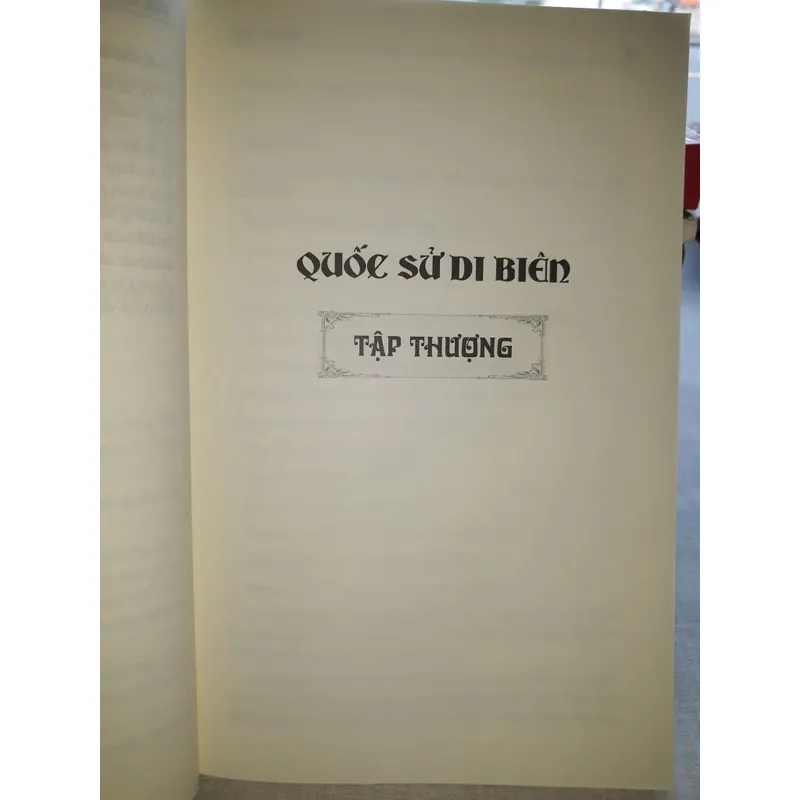 QUỐC SỬ DI BIÊN
TẬP THƯỢNG